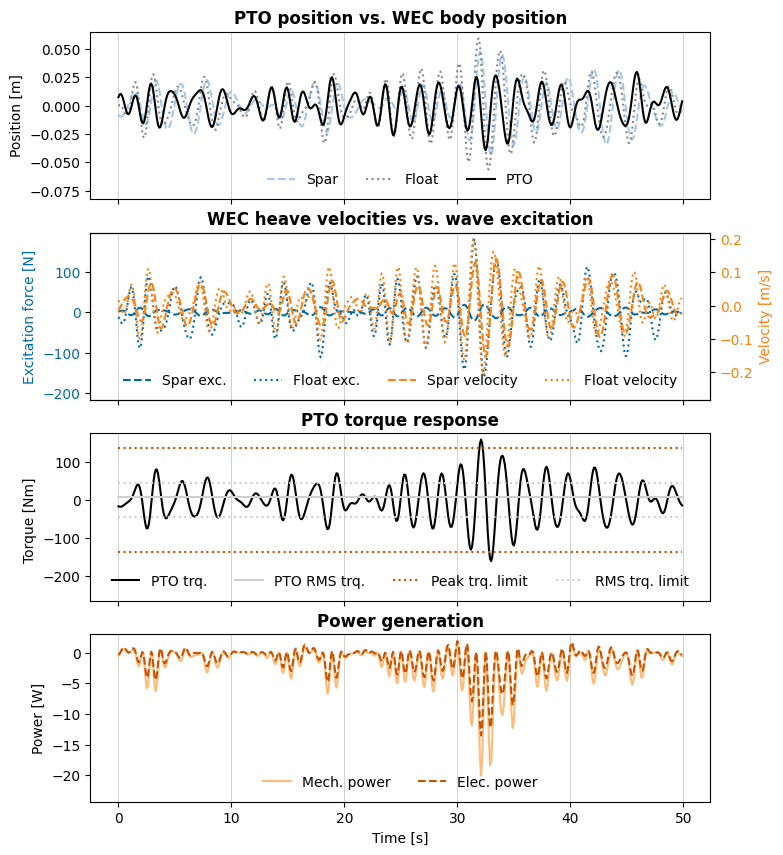 PTO position vs. WEC body position
Position [m]
0.050
0.025
0.000
−0.025
−0.050
−0.075
Spar Float PTO
WEC heave velocities vs. wave excitation
Excitation force [N]
100
0
−100
−200
0.2
0.1
0.0
−0.1
−0.2
Velocity [m/s]
Spar exc. Float exc. Spar velocity Float velocity
PTO torque response
Torque [Nm]
100
0
−100
−200
PTO trq. PTO RMS trq. Peak trq. limit RMS trq. limit
Power generation
Power [W]
0
−5
−10
−15
−20
Mech. power Elec. power
0 10 20 30 40 50
Time [s]